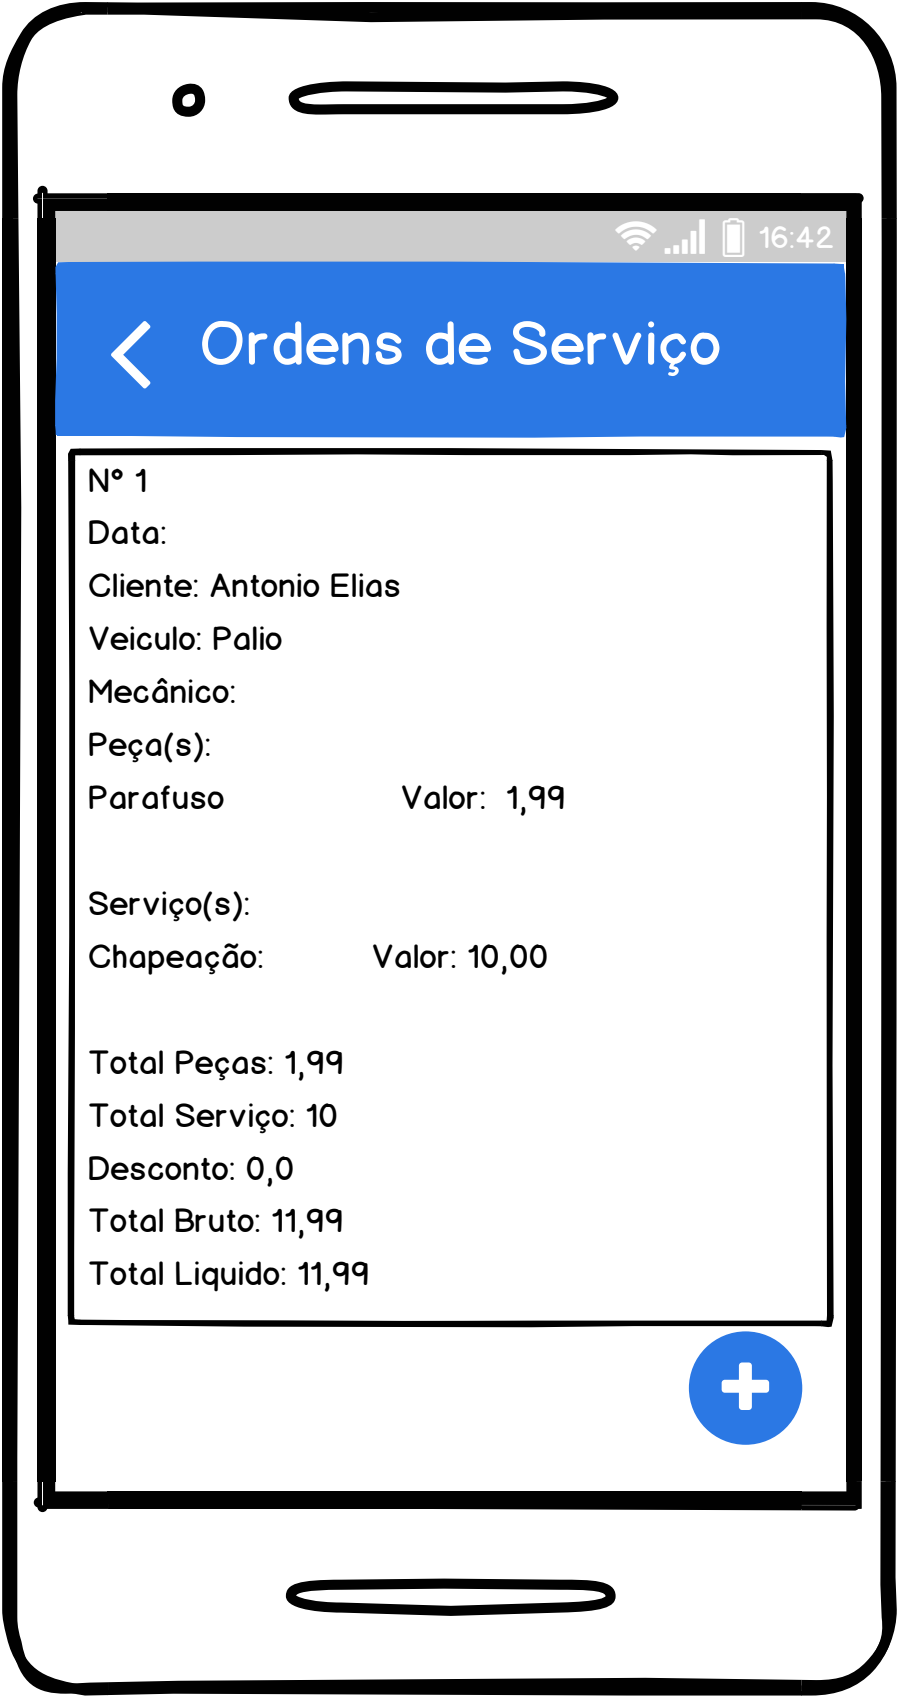 16:42
Ordens de Serviço
Nº 1
Data:
Cliente: Antonio Elias
Veiculo: Palio
Mecânico:
Peça(s):
Parafuso Valor: 1,99
Serviço(s):
Chapeação: Valor: 10,00
Total Peças: 1,99
Total Serviço: 10
Desconto: 0,0
Total Bruto: 11,99
Total Liquido: 11,99